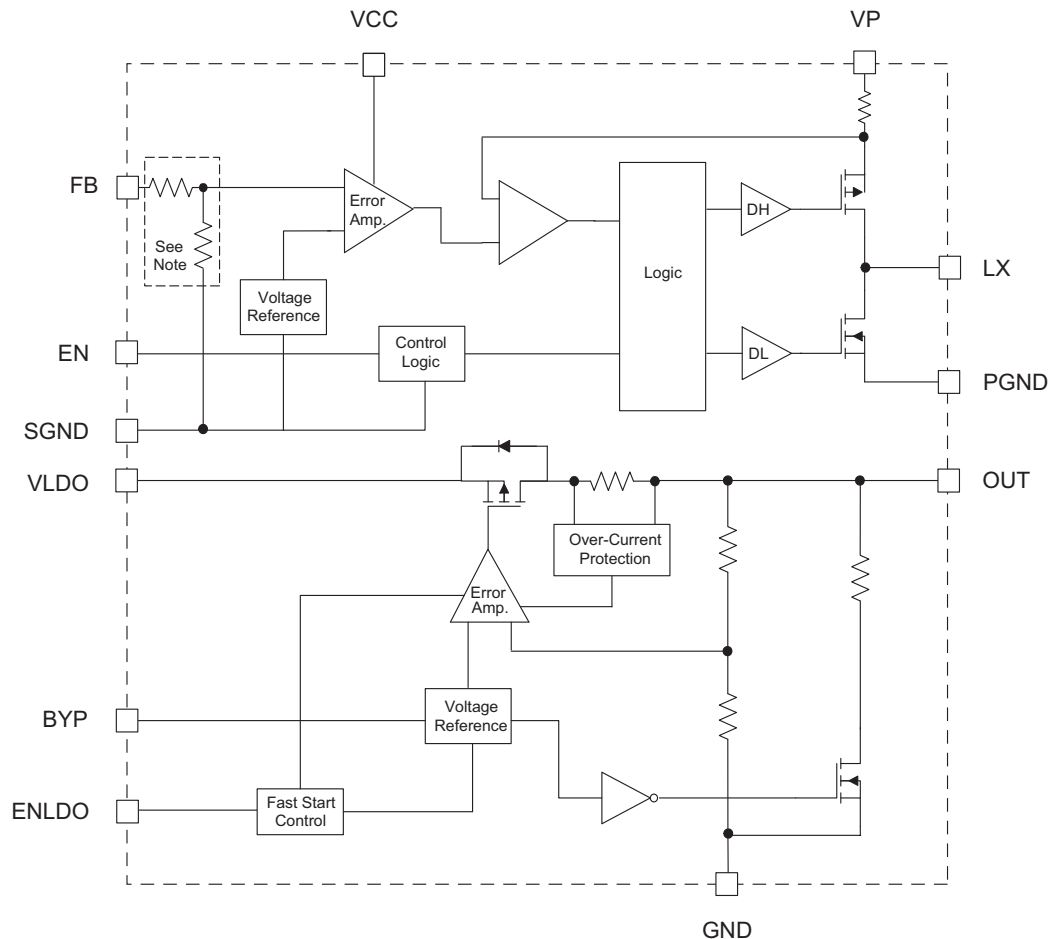 VCC
VP
FB
Error
Amp.
See
Note
DH
Voltage
Reference
Logic
LX
EN
Control
Logic
DL
PGND
SGND
VLDO
OUT
Over-Current
Protection
Error
Amp.
BYP
Voltage
Reference
ENLDO
Fast Start
Control
GND